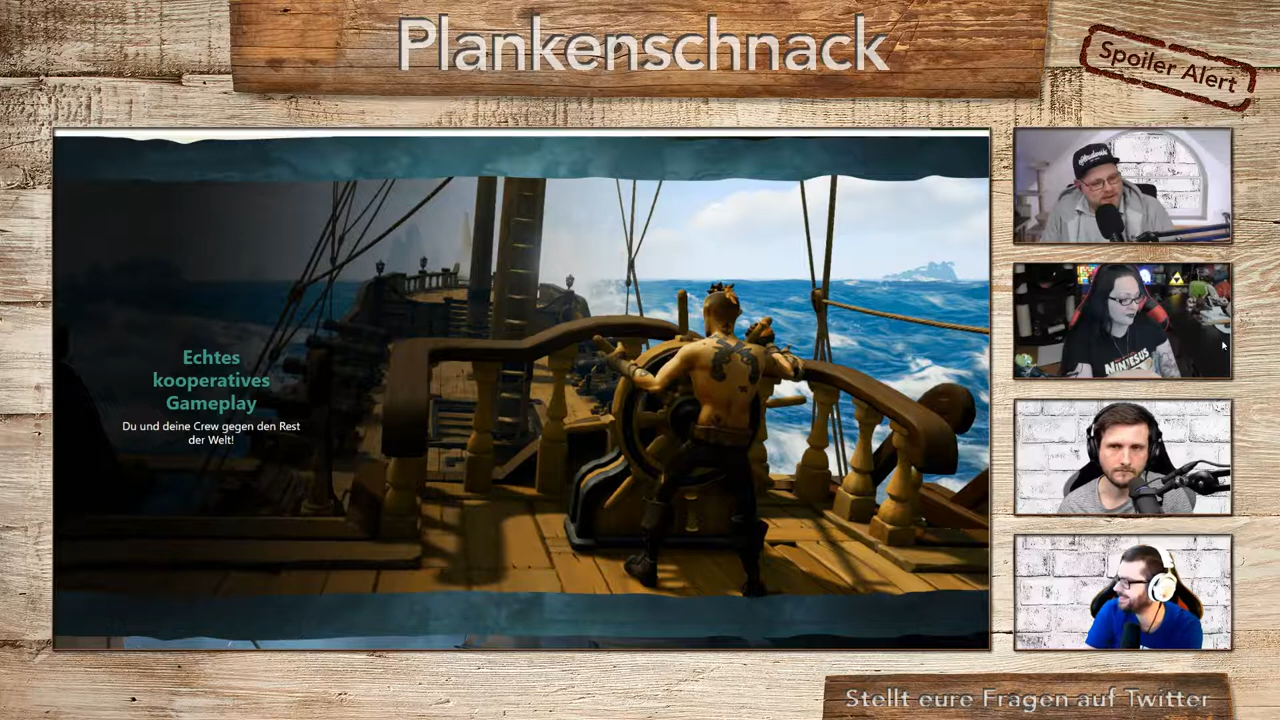 Plankenschnack
Spoiler Alert
Echtes
kooperatives
Gameplay
Du und deine Crew gegen den Rest
der Welt!
NINJESUS
Stellt eure Fragen auf Twitter